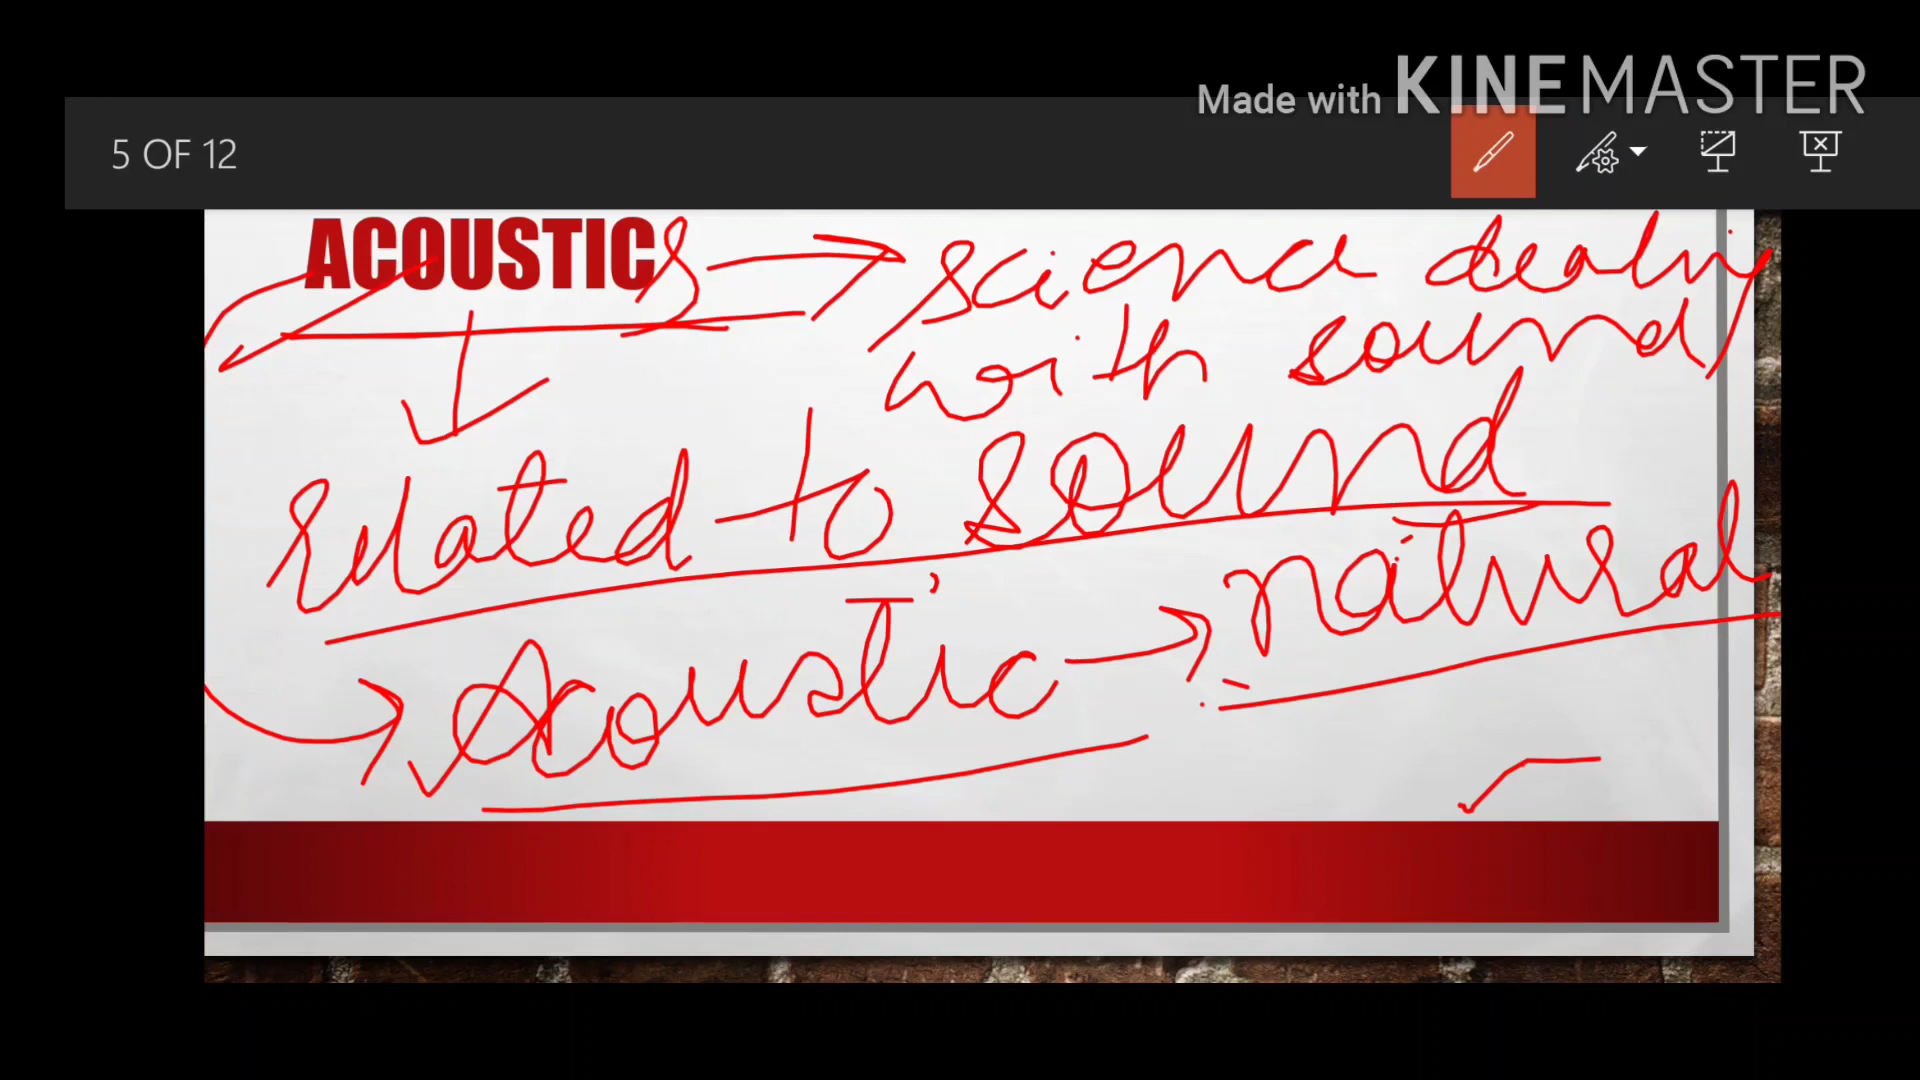 Made with KINEMASTER
5 OF 12
ACOUSTICs → science dealing
with sound
related to sound
Acoustic → natural